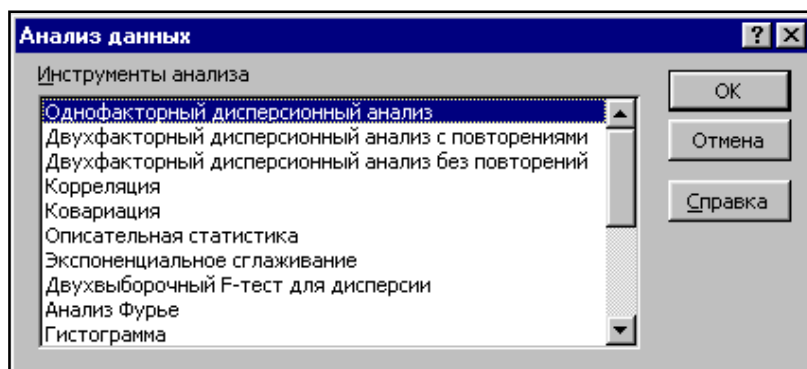 Анализ данных
Инструменты анализа
Однофакторный дисперсионный анализ
Двухфакторный дисперсионный анализ с повторениями
Двухфакторный дисперсионный анализ без повторений
Корреляция
Ковариация
Описательная статистика
Экспоненциальное сглаживание
Двухвыборочный F-тест для дисперсии
Анализ Фурье
Гистограмма
OK
Отмена
Справка